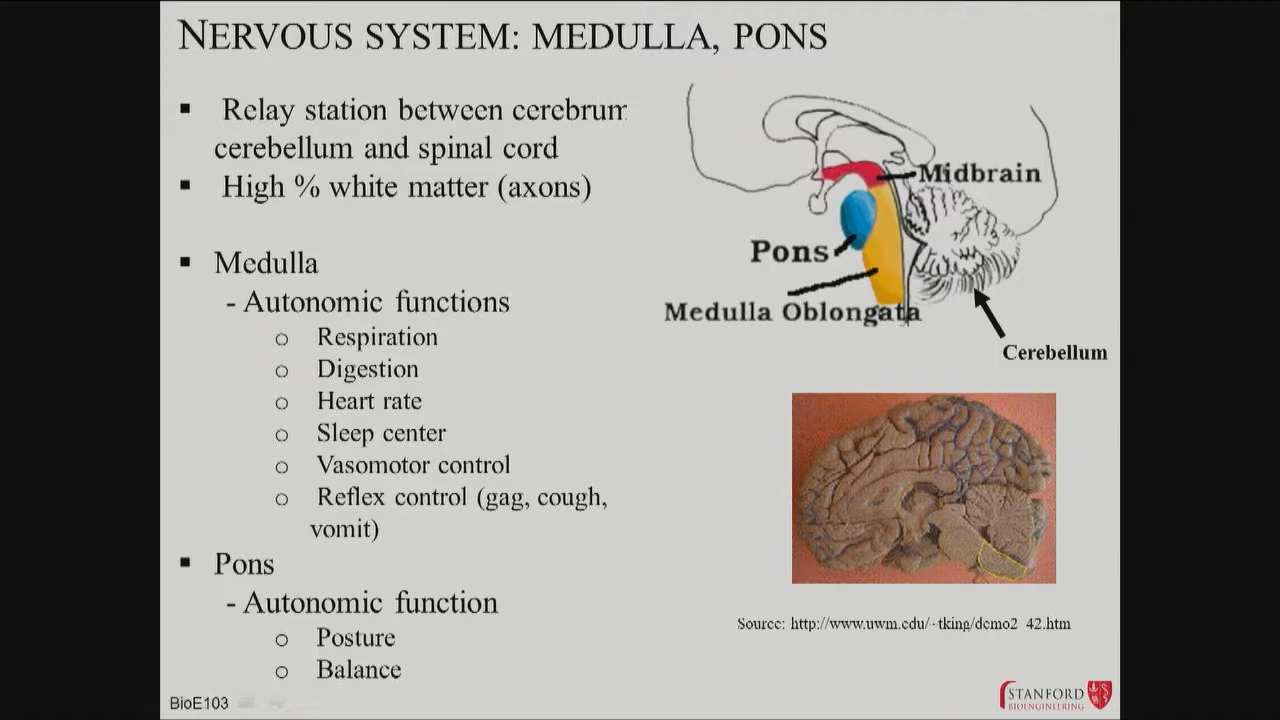 NERVOUS SYSTEM: MEDULLA, PONS
▪ Relay station between cerebrum
cerebellum and spinal cord
▪ High % white matter (axons)
▪ Medulla
- Autonomic functions
o Respiration
o Digestion
o Heart rate
o Sleep center
o Vasomotor control
o Reflex control (gag, cough,
vomit)
▪ Pons
- Autonomic function
o Posture
o Balance
Midbrain
Pons
Medulla Oblongata
Cerebellum
Source: http://www.uwm.edu/~tking/demo2_42.htm
BioE103
STANFORD
BIOENGINEERING